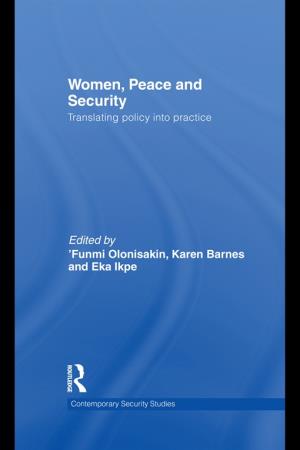 Women, Peace and
Security
Translating policy into practice
Edited by
’Funmi Olonisakin, Karen Barnes
and Eka Ikpe
ROUTLEDGE
Contemporary Security Studies